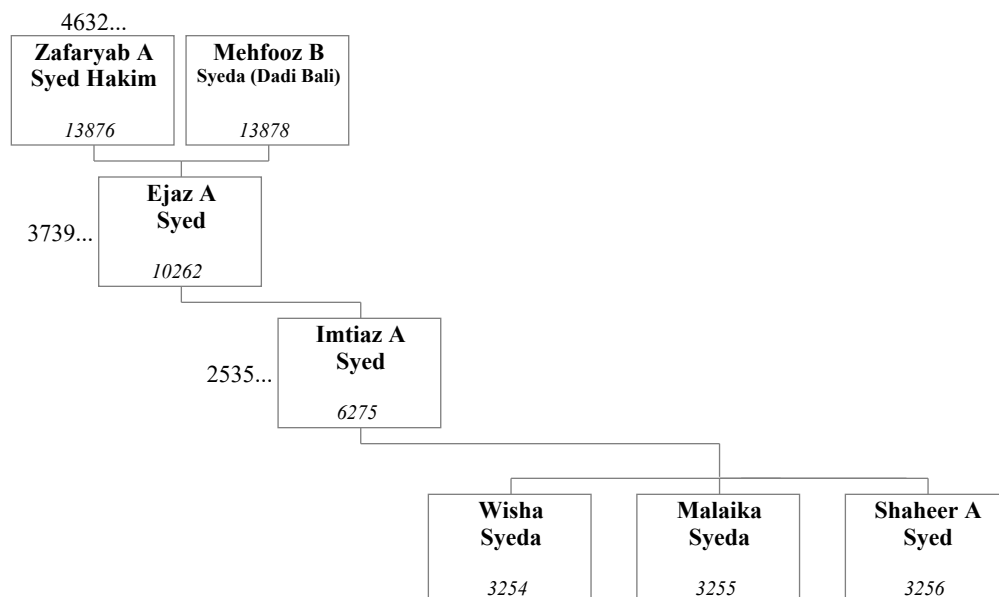 4632...
Zafaryab A
Syed Hakim
13876
Mehfooz B
Syeda (Dadi Bali)
13878
3739...
Ejaz A
Syed
10262
2535...
Imtiaz A
Syed
6275
Wisha
Syeda
3254
Malaika
Syeda
3255
Shaheer A
Syed
3256